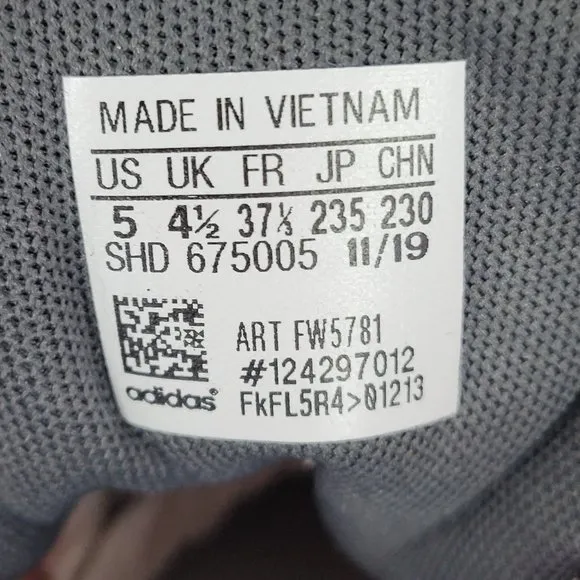 MADE IN VIETNAM
US UK FR JP CHN
5 4½ 37⅓ 235 230
SHD 675005 11/19
ART FW5781
#124297012
adidas®
FkFL5R4>01213